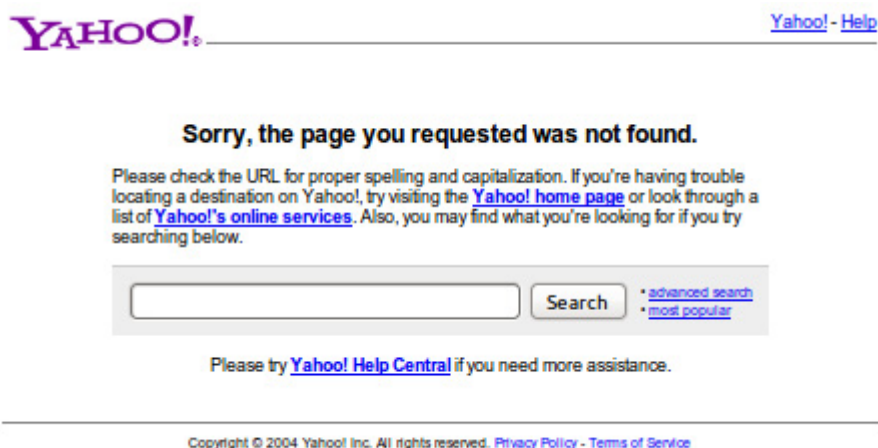 YAHOO!®
Yahoo! - Help
Sorry, the page you requested was not found.
Please check the URL for proper spelling and capitalization. If you're having trouble
locating a destination on Yahoo!, try visiting the Yahoo! home page or look through a
list of Yahoo!'s online services. Also, you may find what you're looking for if you try
searching below.
Search
• advanced search
• most popular
Please try Yahoo! Help Central if you need more assistance.
Copyright © 2004 Yahoo! Inc. All rights reserved. Privacy Policy - Terms of Service